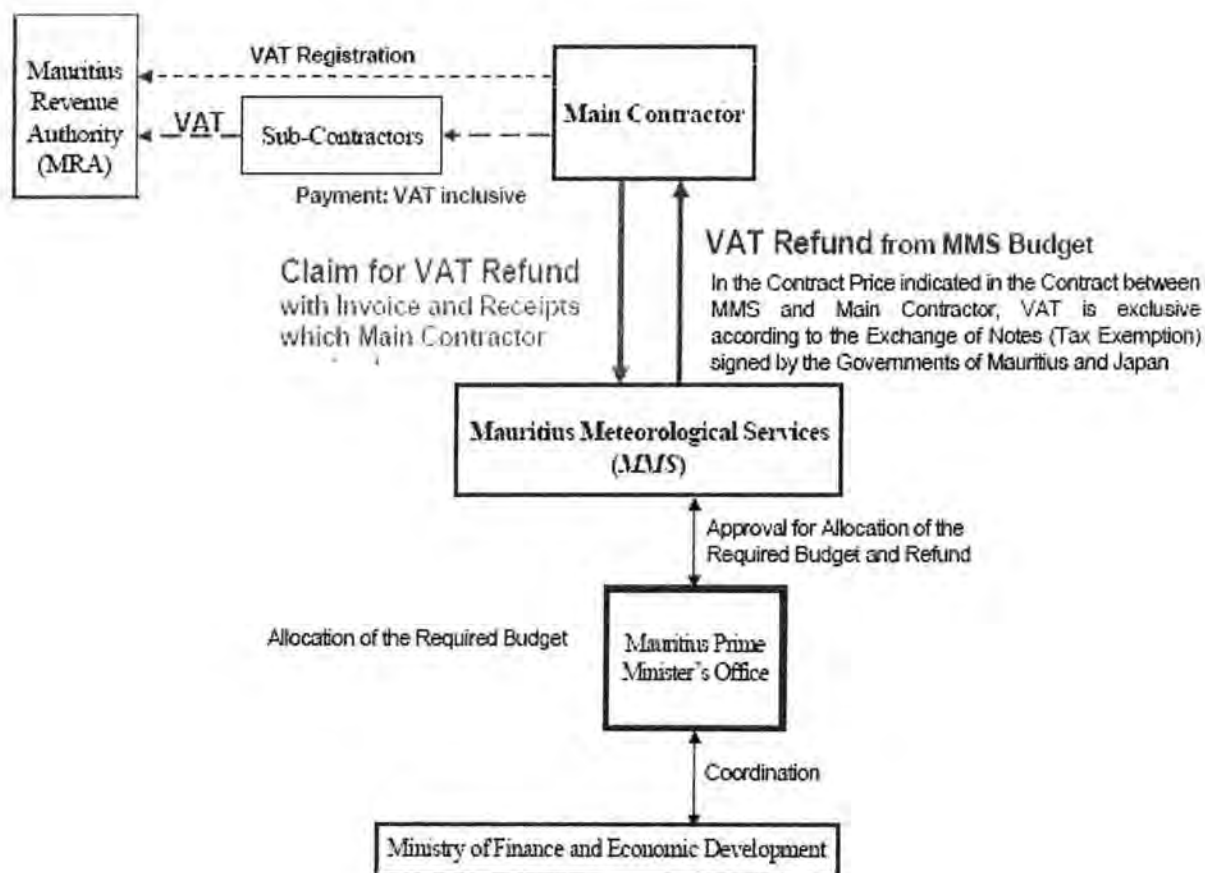 VAT Registration
Mauritius
Revenue
Authority
(MRA)
VAT
Sub-Contractors
Main Contractor
Payment: VAT inclusive
Claim for VAT Refund
with Invoice and Receipts
which Main Contractor
VAT Refund from MMS Budget
In the Contract Price indicated in the Contract between
MMS and Main Contractor, VAT is exclusive
according to the Exchange of Notes (Tax Exemption)
signed by the Governments of Mauritius and Japan
Mauritius Meteorological Services
(MMS)
Approval for Allocation of the
Required Budget and Refund
Allocation of the Required Budget
Mauritius Prime
Minister's Office
Coordination
Ministry of Finance and Economic Development